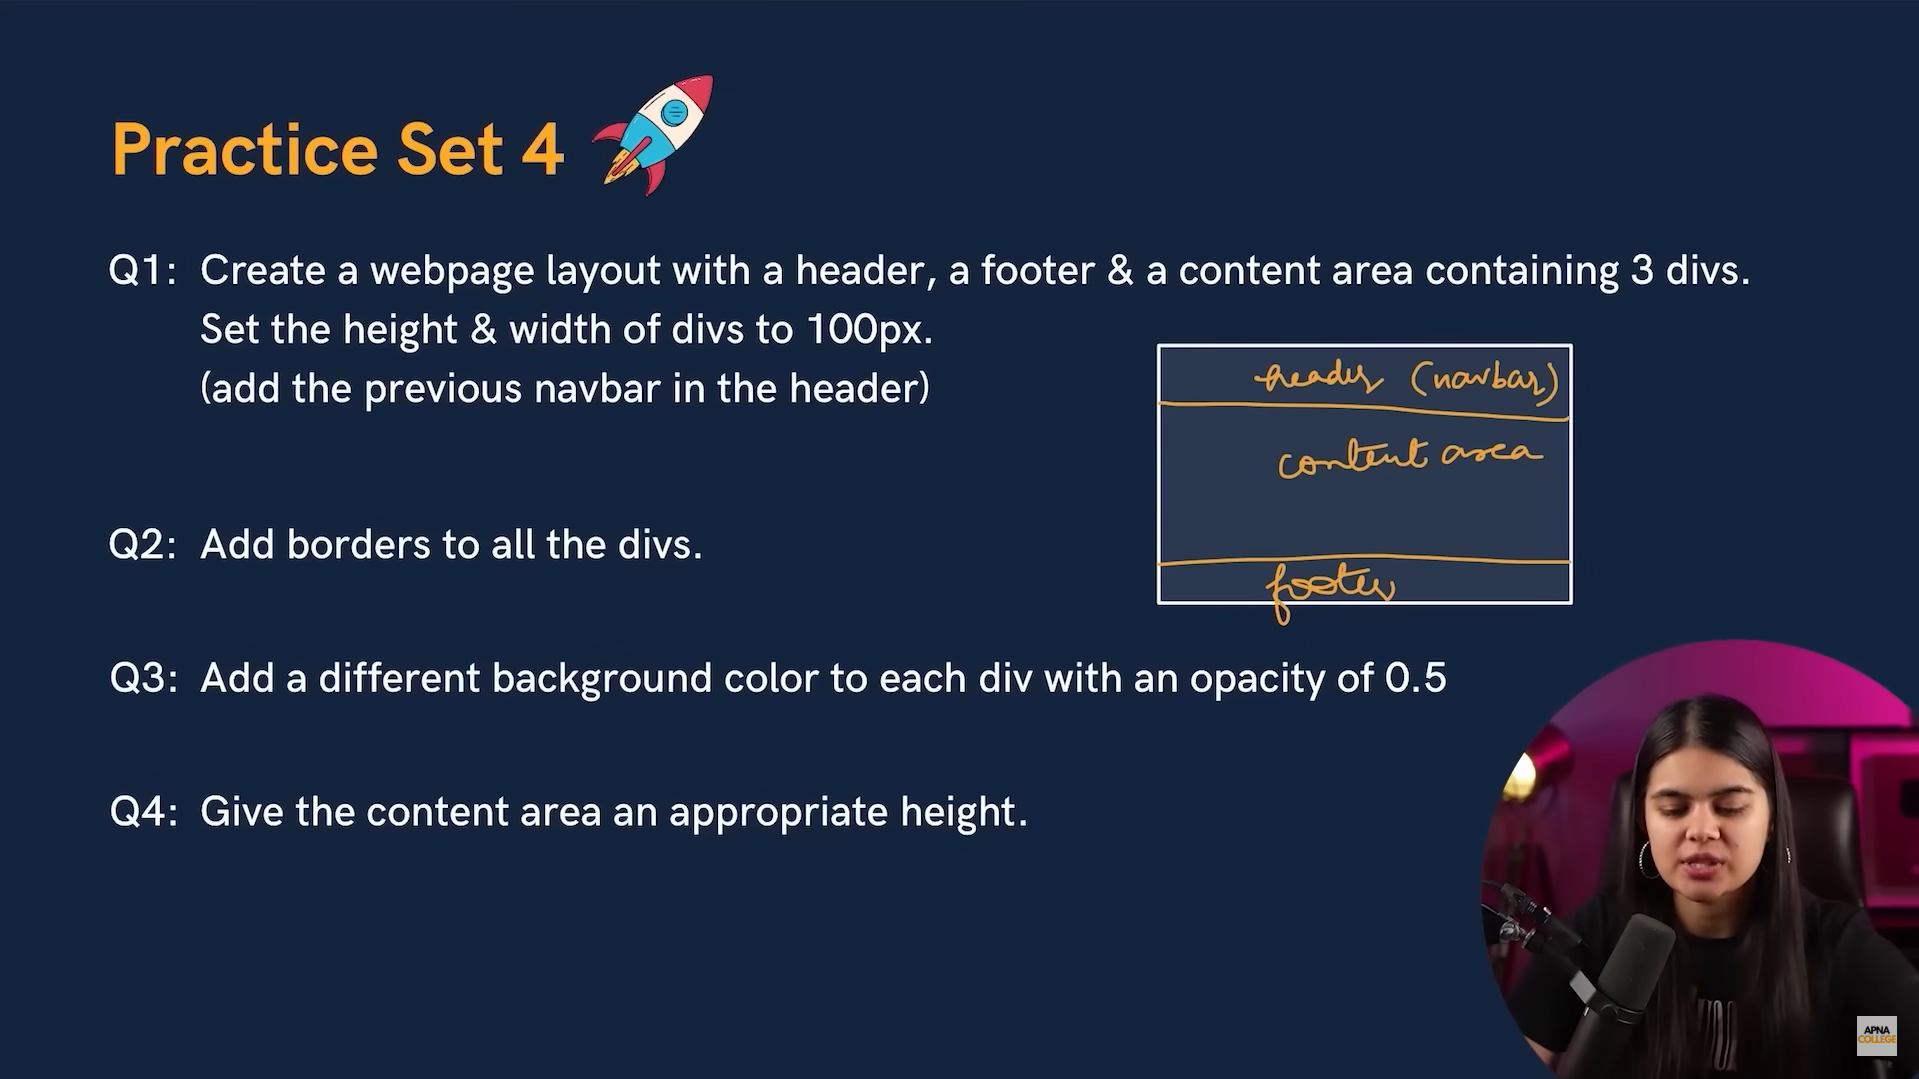 Practice Set 4
Q1: Create a webpage layout with a header, a footer & a content area containing 3 divs.
Set the height & width of divs to 100px.
(add the previous navbar in the header)
header (navbar)
content area
footer
Q2: Add borders to all the divs.
Q3: Add a different background color to each div with an opacity of 0.5
Q4: Give the content area an appropriate height.
APNA
COLLEGE